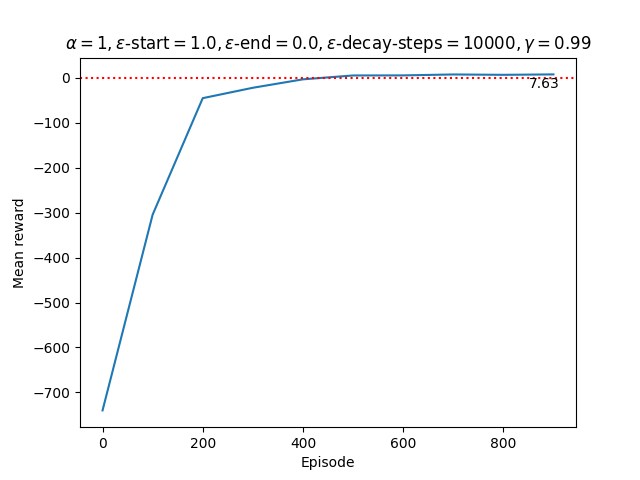 α = 1, ε-start = 1.0, ε-end = 0.0, ε-decay-steps = 10000, γ = 0.99
0
−100
−200
−300
−400
−500
−600
−700
7.63
Mean reward
0 200 400 600 800
Episode